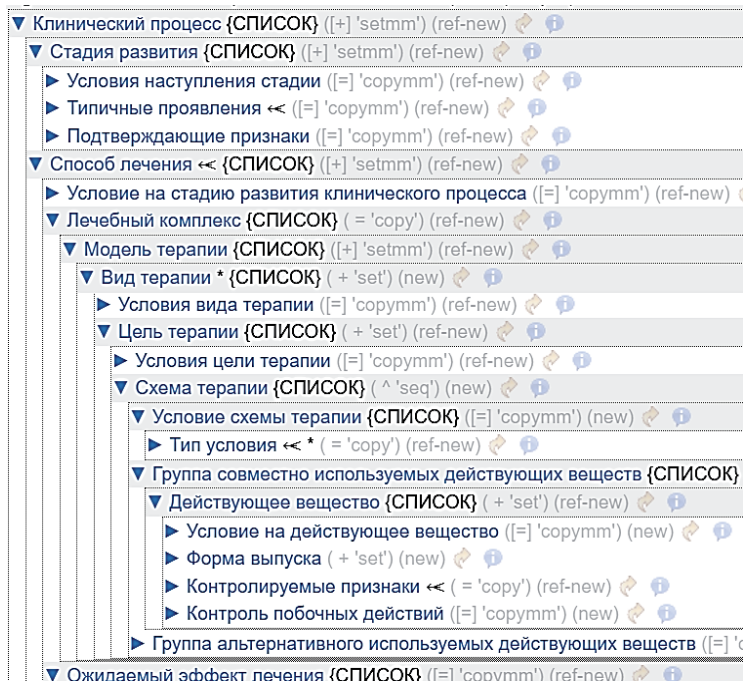 Клинический процесс {СПИСОК} ([+] 'setmm') (ref-new)
Стадия развития {СПИСОК} ([+] 'setmm') (ref-new)
Условия наступления стадии ([=] 'copymm') (ref-new)
Типичные проявления ([=] 'copymm') (ref-new)
Подтверждающие признаки ([=] 'copymm') (ref-new)
Способ лечения {СПИСОК} ([+] 'setmm') (ref-new)
Условие на стадию развития клинического процесса ([=] 'copymm') (ref-new)
Лечебный комплекс {СПИСОК} ( = 'copy') (ref-new)
Модель терапии {СПИСОК} ([+] 'setmm') (ref-new)
Вид терапии * {СПИСОК} ( + 'set') (new)
Условия вида терапии ([=] 'copymm') (ref-new)
Цель терапии {СПИСОК} ( + 'set') (ref-new)
Условия цели терапии ([=] 'copymm') (ref-new)
Схема терапии {СПИСОК} ( ^ 'seq') (new)
Условие схемы терапии {СПИСОК} ([=] 'copymm') (new)
Тип условия * ( = 'copy') (ref-new)
Группа совместно используемых действующих веществ {СПИСОК}
Действующее вещество {СПИСОК} ( + 'set') (ref-new)
Условие на действующее вещество ([=] 'copymm') (new)
Форма выпуска ( + 'set') (new)
Контролируемые признаки ( = 'copy') (ref-new)
Контроль побочных действий ([=] 'copymm') (new)
Группа альтернативного используемых действующих веществ ([=] '
Ожидаемый эффект лечения {СПИСОК} ([=] 'copymm') (ref-new)